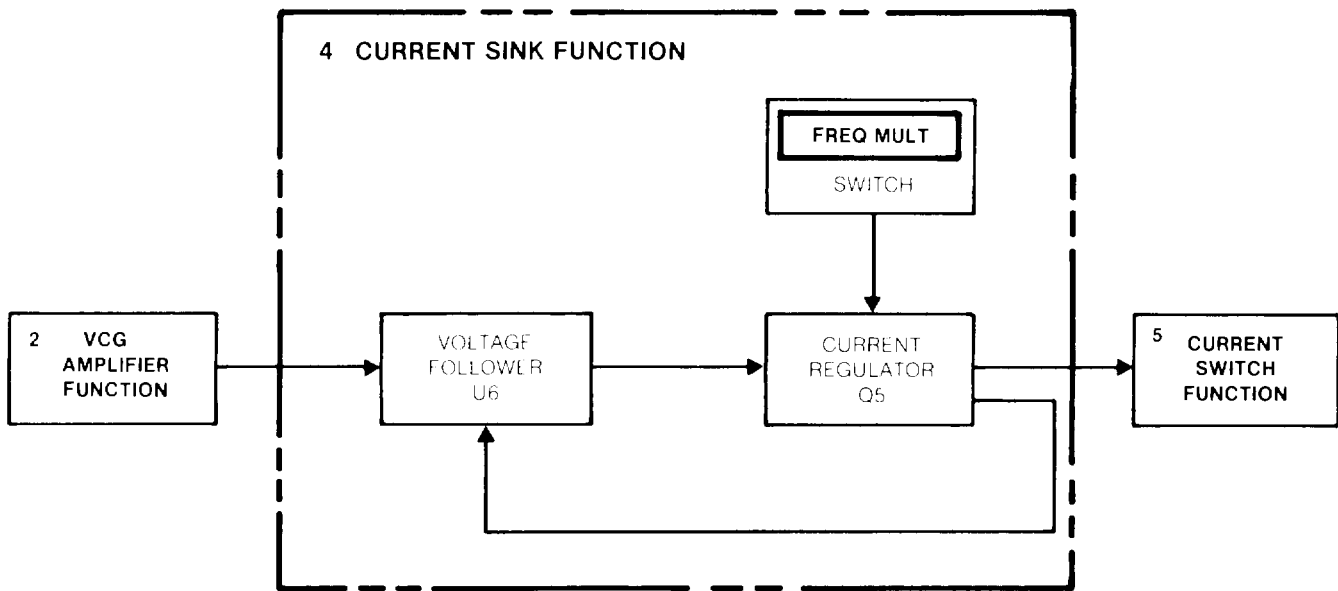 4 CURRENT SINK FUNCTION
FREQ MULT
SWITCH
2 VCG
AMPLIFIER
FUNCTION
VOLTAGE
FOLLOWER
U6
CURRENT
REGULATOR
Q5
5 CURRENT
SWITCH
FUNCTION